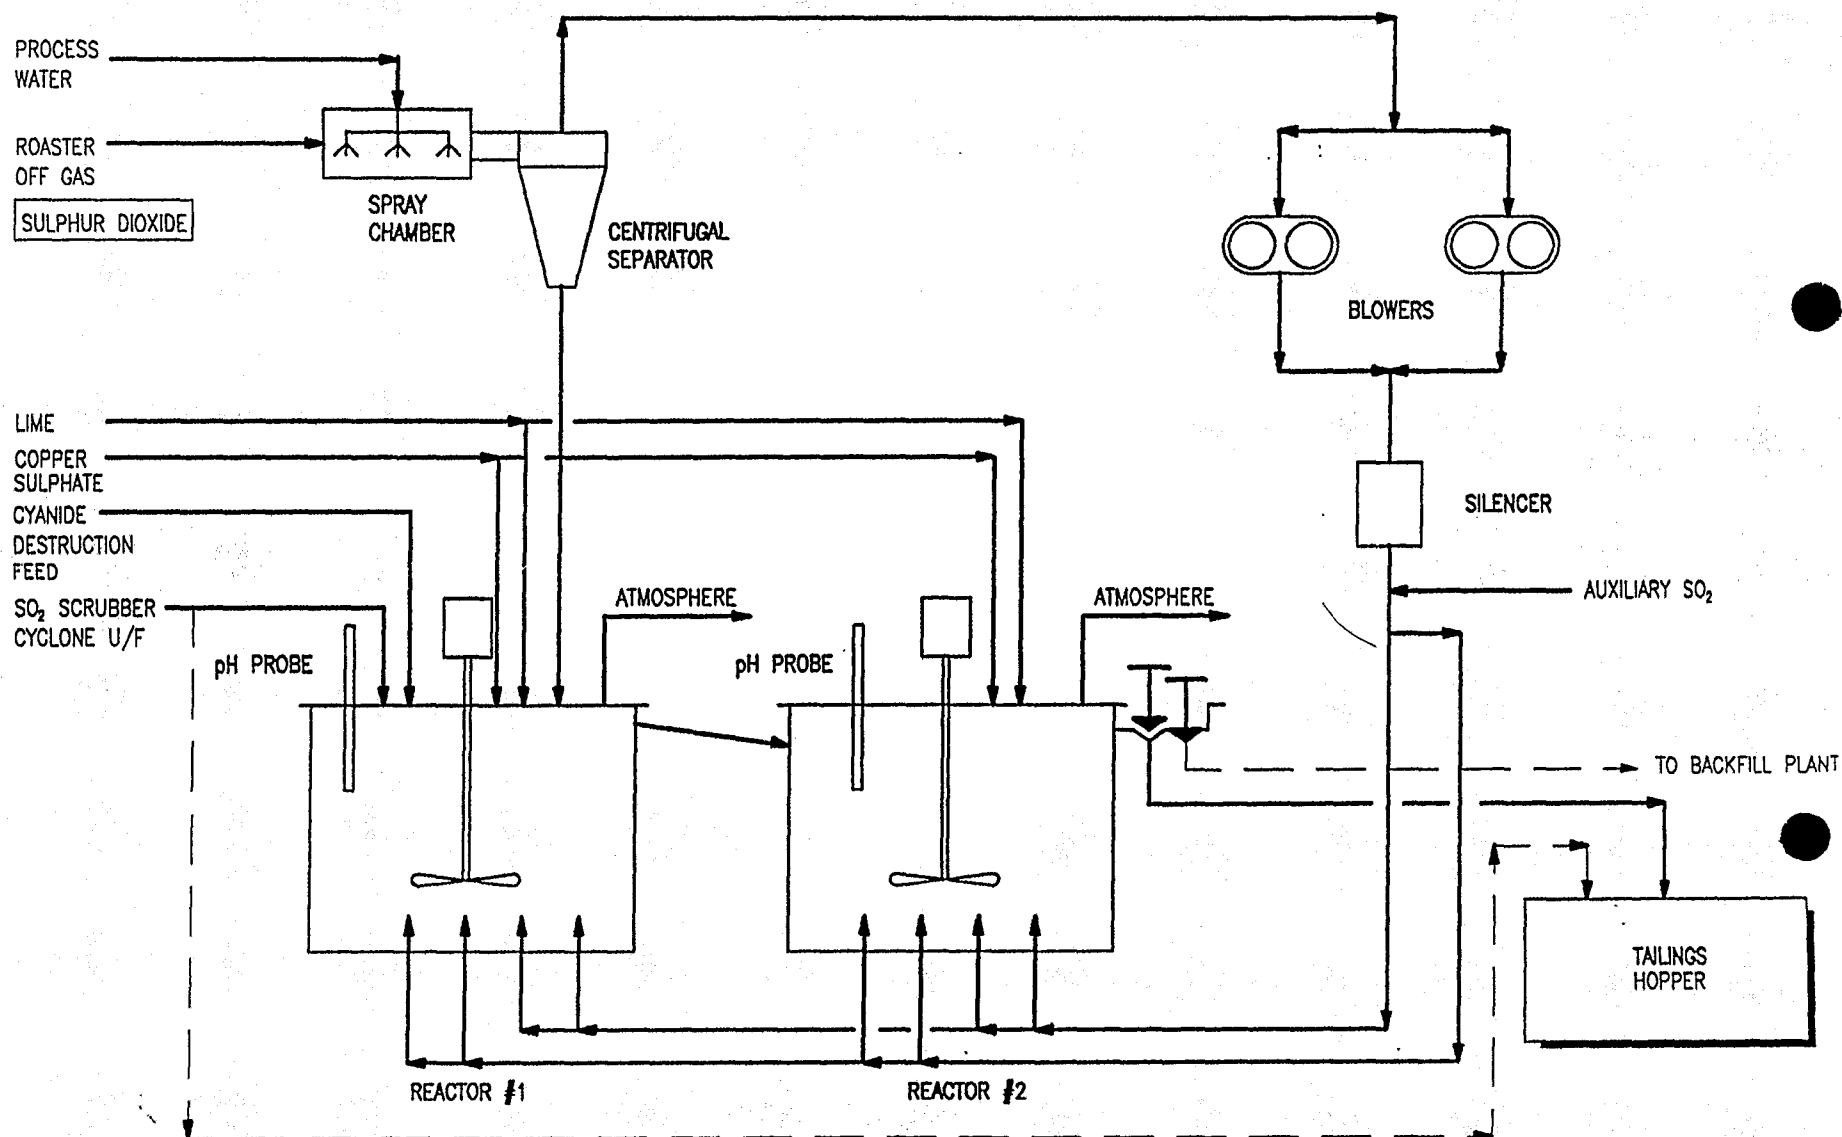 PROCESS
WATER
ROASTER
OFF GAS
SULPHUR DIOXIDE
SPRAY
CHAMBER
CENTRIFUGAL
SEPARATOR
BLOWERS
LIME
COPPER
SULPHATE
CYANIDE
DESTRUCTION
FEED
SO₂ SCRUBBER
CYCLONE U/F
pH PROBE
ATMOSPHERE
pH PROBE
ATMOSPHERE
SILENCER
AUXILIARY SO₂
TO BACKFILL PLANT
TAILINGS
HOPPER
REACTOR #1
REACTOR #2